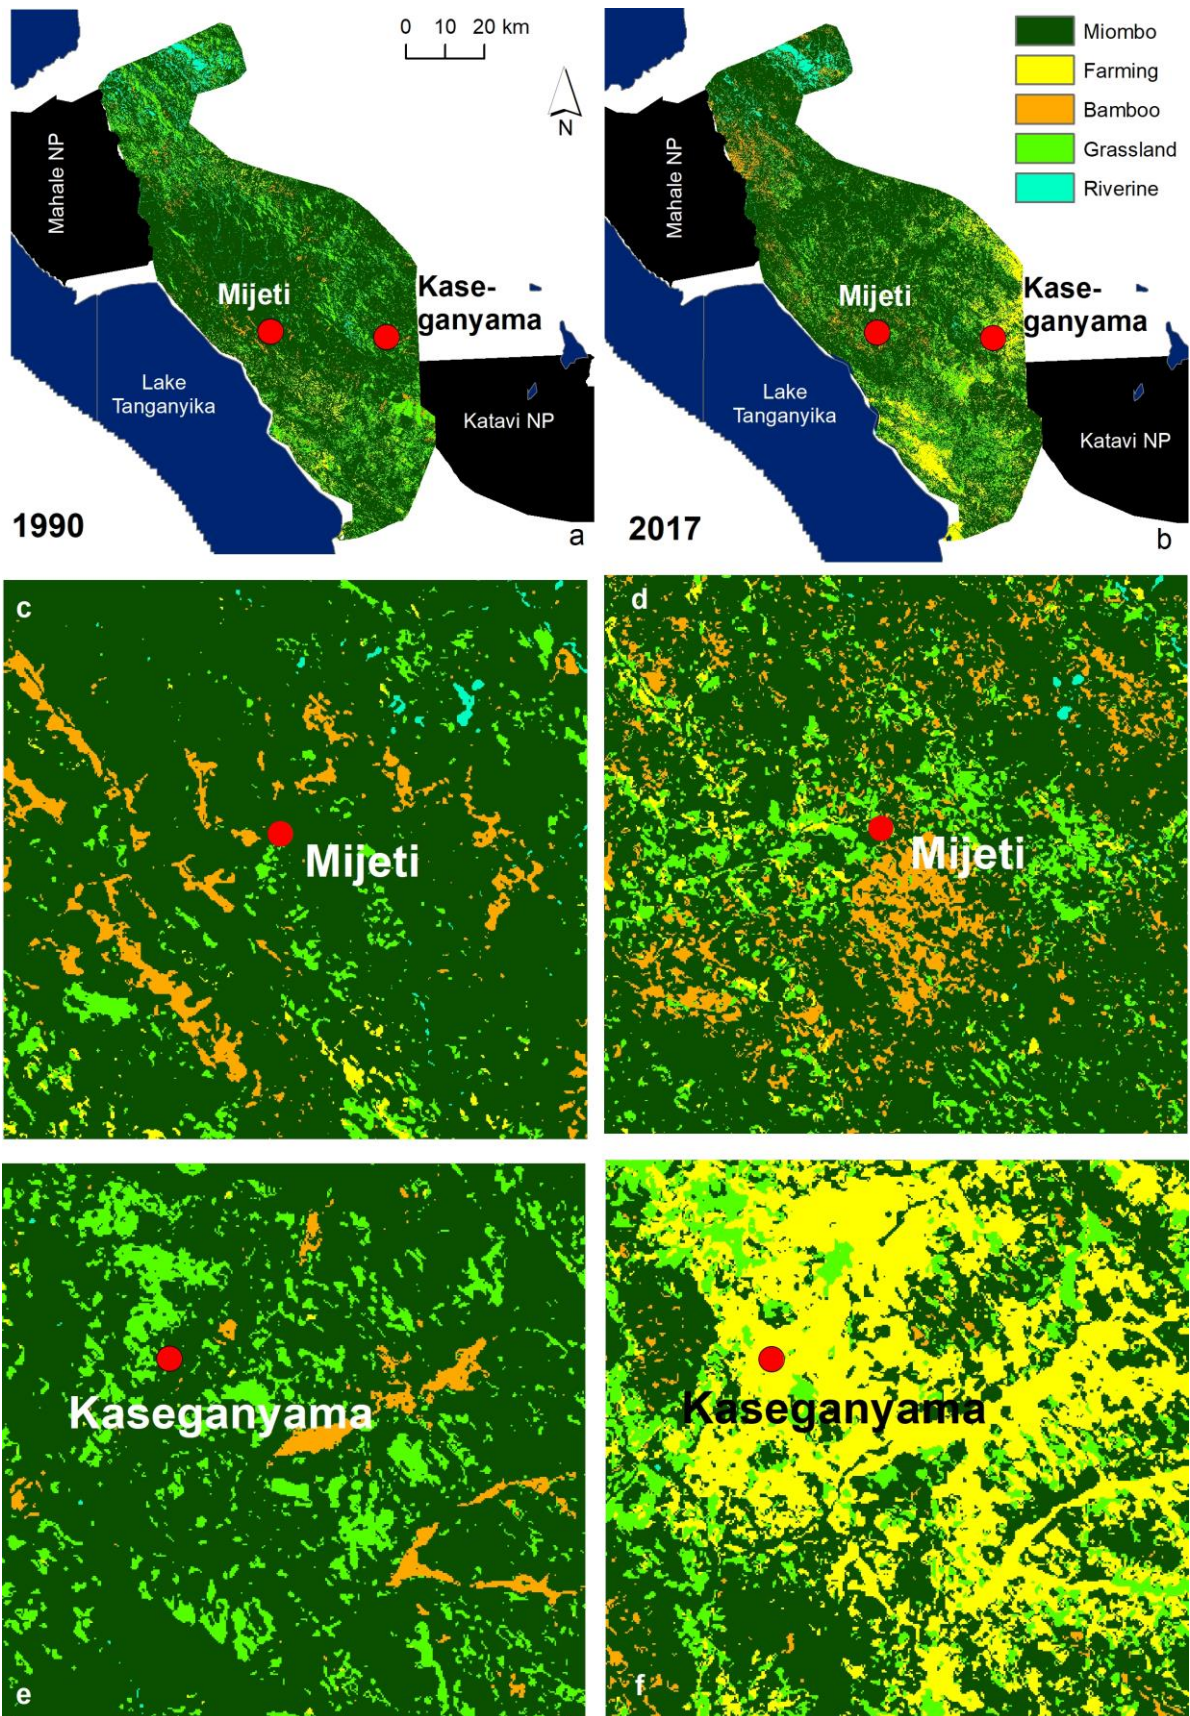 0 10 20 km
N
Mahale NP
Mijeti
Kase-
ganyama
Lake
Tanganyika
Katavi NP
1990
a
Miombo
Farming
Bamboo
Grassland
Riverine
Mahale NP
Mijeti
Kase-
ganyama
Lake
Tanganyika
Katavi NP
2017
b
c
Mijeti
d
Mijeti
Kaseganyama
e
Kaseganyama
f